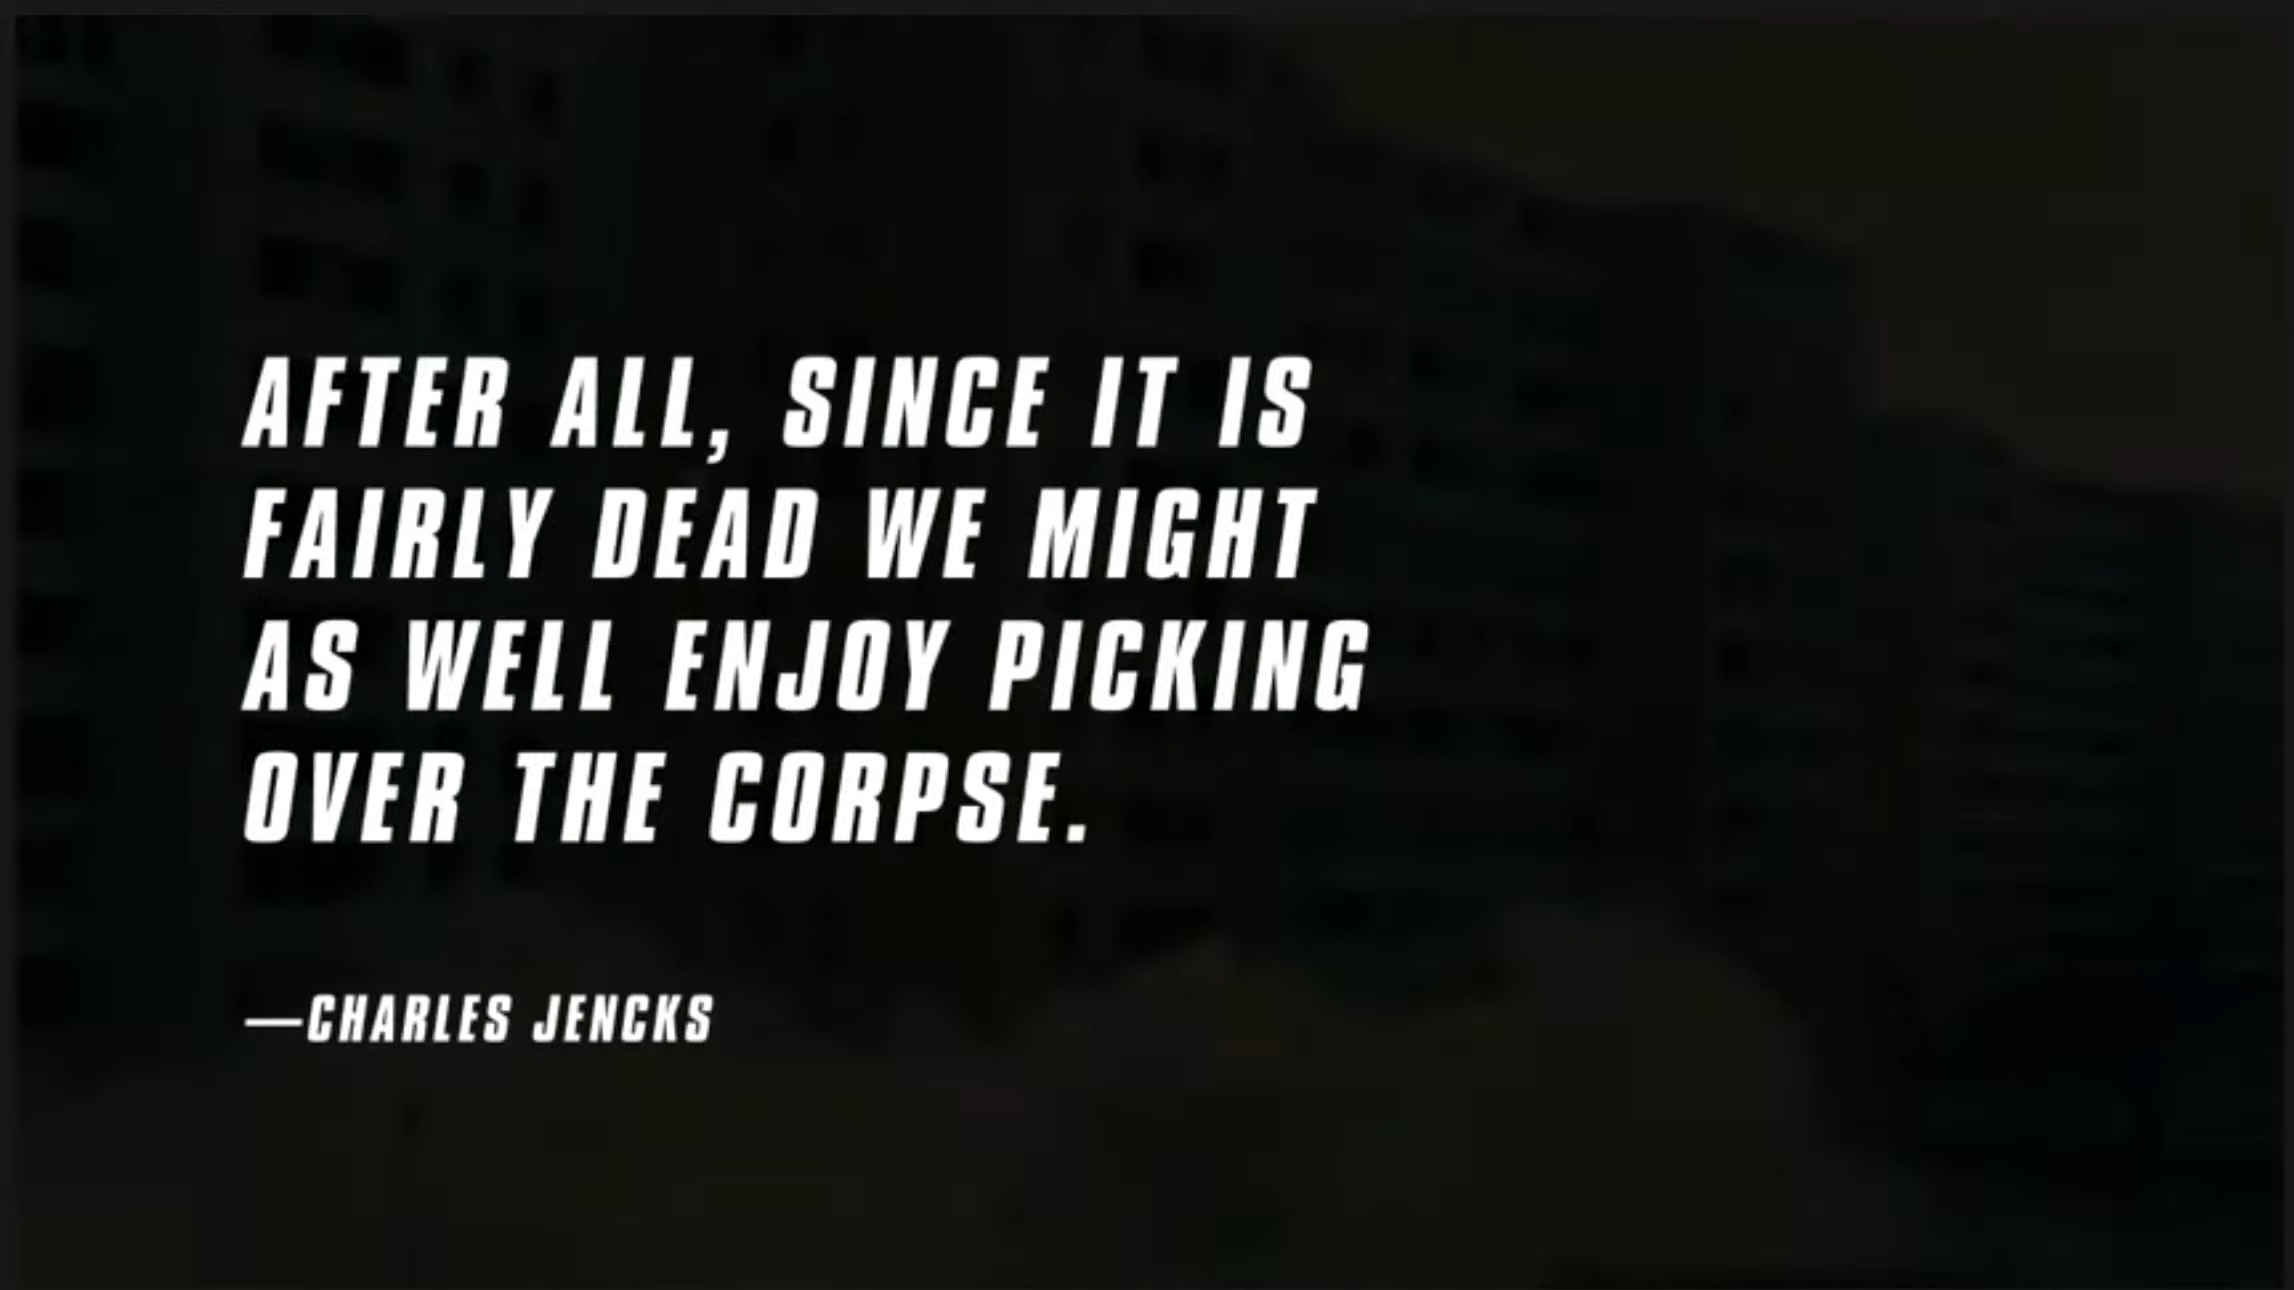 AFTER ALL, SINCE IT IS
FAIRLY DEAD WE MIGHT
AS WELL ENJOY PICKING
OVER THE CORPSE.
—CHARLES JENCKS